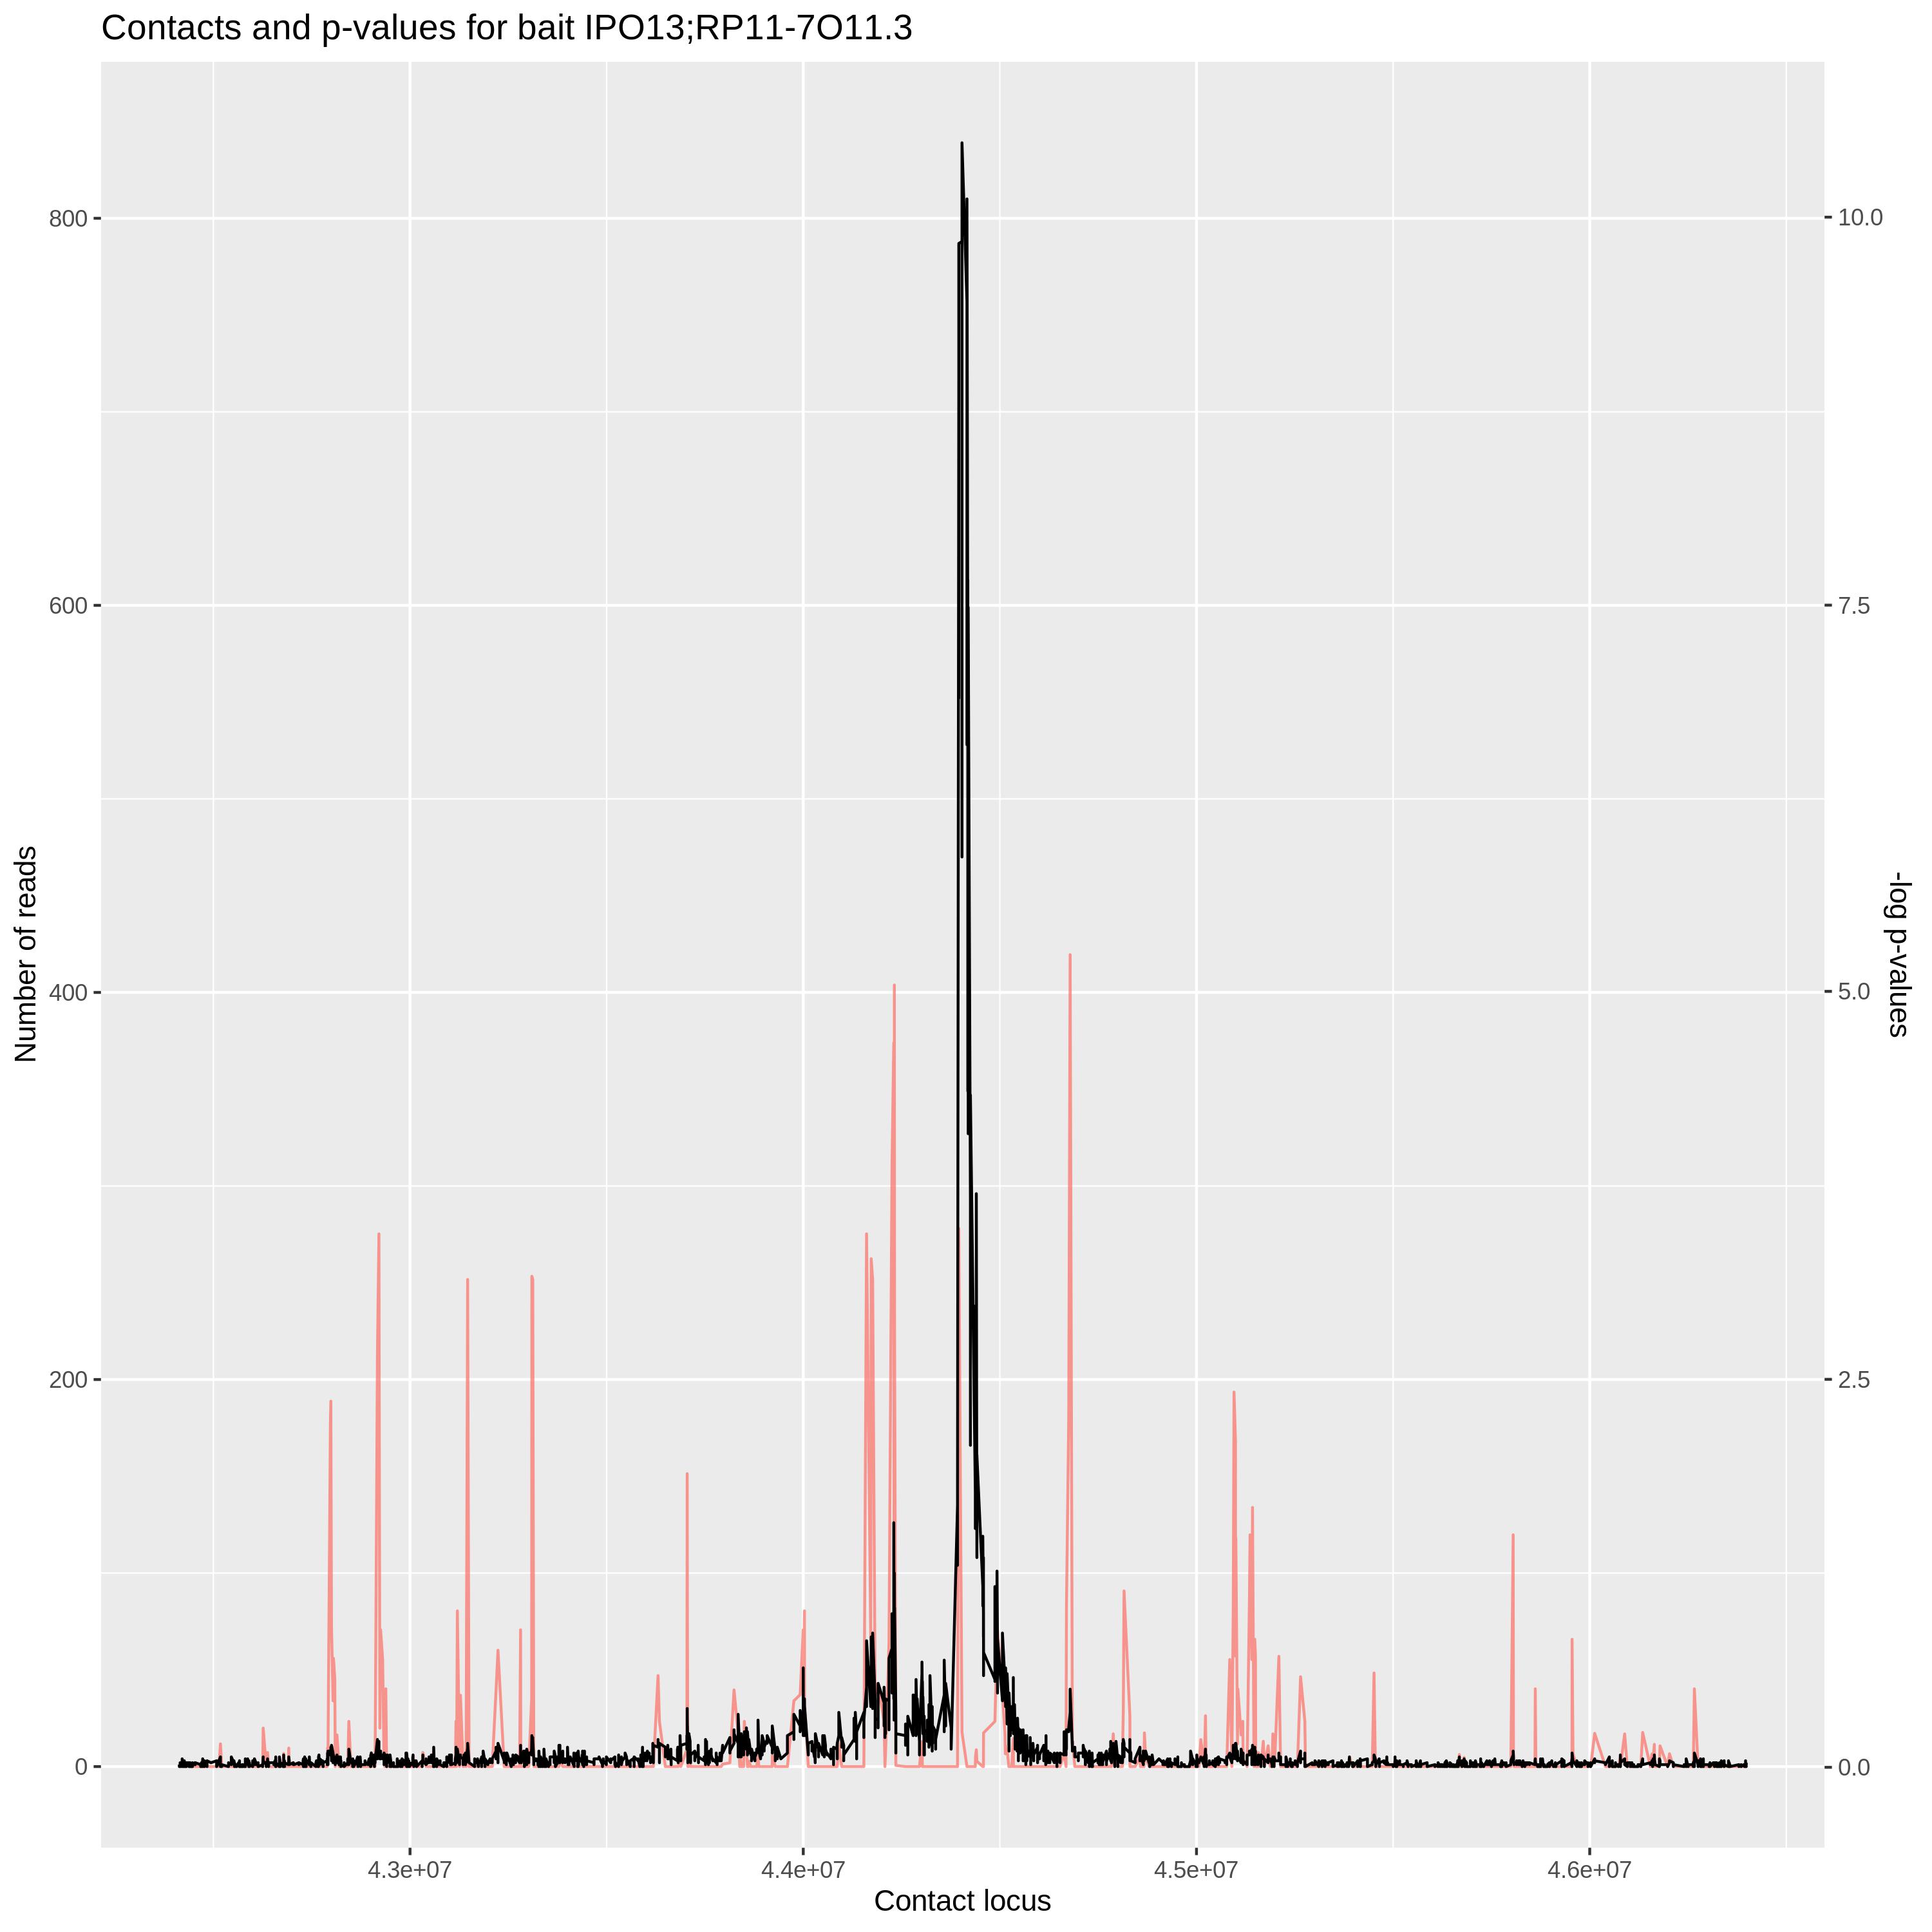 Contacts and p-values for bait IPO13;RP11-7O11.3
800
600
400
200
0
Number of reads
10.0
7.5
5.0
2.5
0.0
-log p-values
4.3e+07 4.4e+07 4.5e+07 4.6e+07
Contact locus